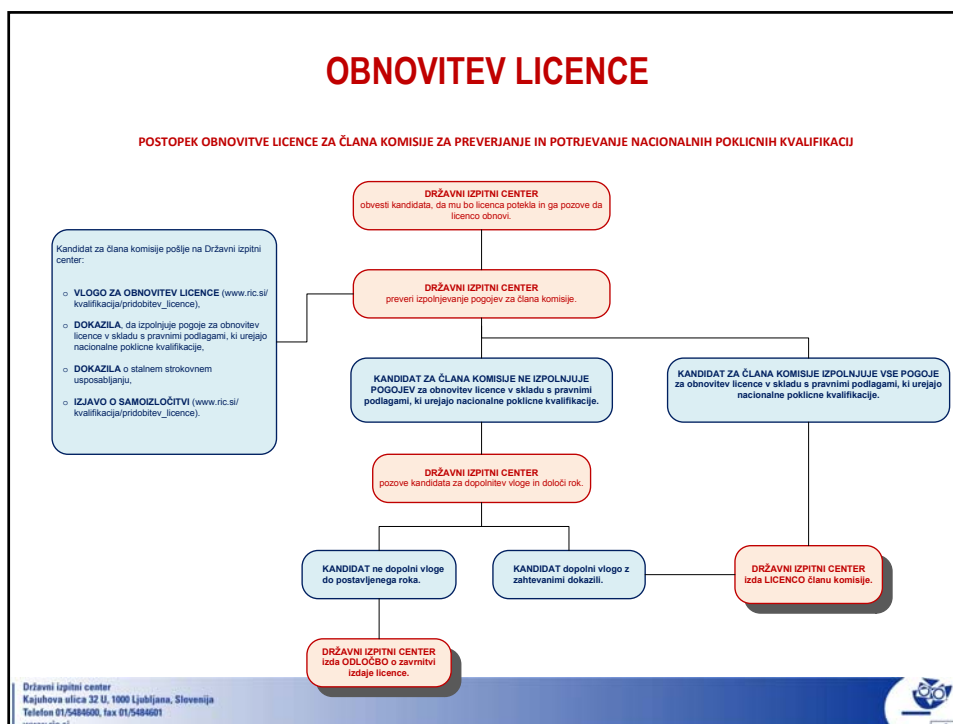 OBNOVITEV LICENCE
POSTOPEK OBNOVITVE LICENCE ZA ČLANA KOMISIJE ZA PREVERJANJE IN POTRJEVANJE NACIONALNIH POKLICNIH KVALIFIKACIJ
DRŽAVNI IZPITNI CENTER
obvesti kandidata, da mu bo licenca potekla in ga pozove da
licenco obnovi.
Kandidat za člana komisije pošlje na Državni izpitni
center:
o VLOGO ZA OBNOVITEV LICENCE (www.ric.si/
kvalifikacija/pridobitev_licence),
o DOKAZILA, da izpolnjuje pogoje za obnovitev
licence v skladu s pravnimi podlagami, ki urejajo
nacionalne poklicne kvalifikacije,
o DOKAZILA o stalnem strokovnem
usposabljanju,
o IZJAVO O SAMOIZLOČITVI (www.ric.si/
kvalifikacija/pridobitev_licence).
DRŽAVNI IZPITNI CENTER
preveri izpolnjevanje pogojev za člana komisije.
KANDIDAT ZA ČLANA KOMISIJE NE IZPOLNJUJE
POGOJEV za obnovitev licence v skladu s pravnimi
podlagami, ki urejajo nacionalne poklicne kvalifikacije.
KANDIDAT ZA ČLANA KOMISIJE IZPOLNJUJE VSE POGOJE
za obnovitev licence v skladu s pravnimi podlagami, ki urejajo
nacionalne poklicne kvalifikacije.
DRŽAVNI IZPITNI CENTER
pozove kandidata za dopolnitev vloge in določi rok.
KANDIDAT ne dopolni vloge
do postavljenega roka.
KANDIDAT dopolni vlogo z
zahtevanimi dokazili.
DRŽAVNI IZPITNI CENTER
izda LICENCO članu komisije.
DRŽAVNI IZPITNI CENTER
izda ODLOČBO o zavrnitvi
izdaje licence.
Državni izpitni center
Kajuhova ulica 32 U, 1000 Ljubljana, Slovenija
Telefon 01/5484600, fax 01/5484601